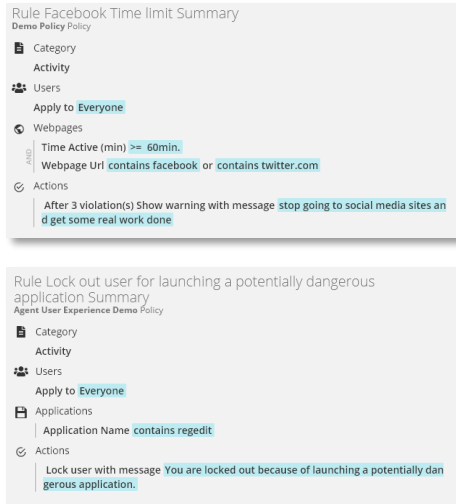 Rule Facebook Time limit Summary
Demo Policy Policy
Category
Activity
Users
Apply to Everyone
Webpages
AND
Time Active (min) >= 60min.
Webpage Url contains facebook or contains twitter.com
Actions
After 3 violation(s) Show warning with message stop going to social media sites an
d get some real work done
Rule Lock out user for launching a potentially dangerous
application Summary
Agent User Experience Demo Policy
Category
Activity
Users
Apply to Everyone
Applications
Application Name contains regedit
Actions
Lock user with message You are locked out because of launching a potentially dan
gerous application.